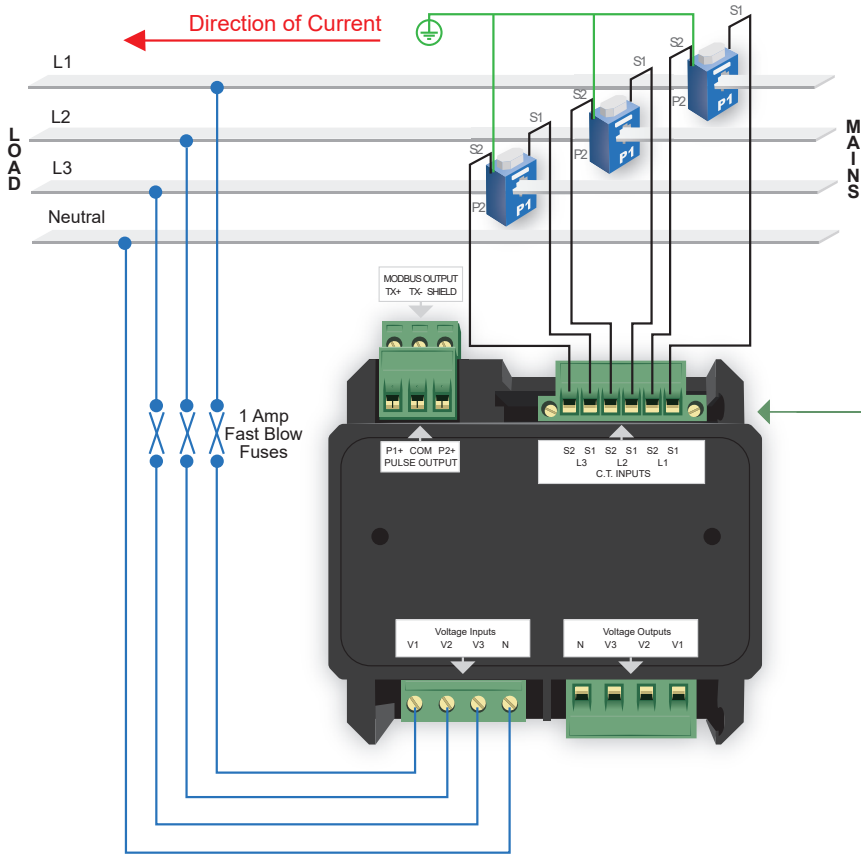 Direction of Current
S1
S2
L1
S1
S2
P2
P1
L2
S1
S2
P2
P1
L3
P2
P1
Neutral
LOAD
MAINS
MODBUS OUTPUT
TX+ TX- SHIELD
1 Amp
Fast Blow
Fuses
P1+ COM P2+
PULSE OUTPUT
S2 S1 S2 S1 S2 S1
L3 L2 L1
C.T. INPUTS
Voltage Inputs
V1 V2 V3 N
Voltage Outputs
N V3 V2 V1